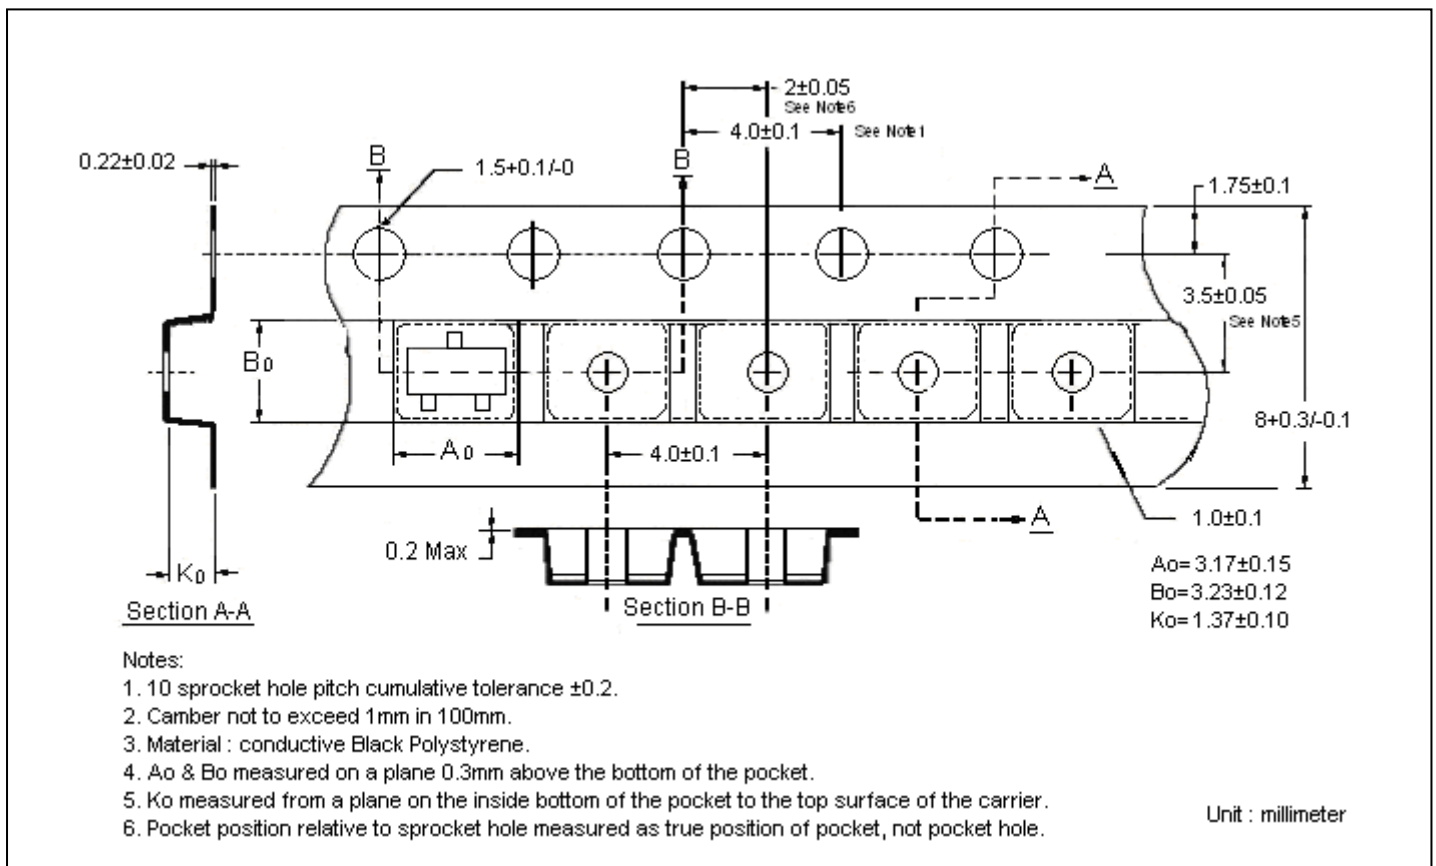 2±0.05
See Note6
4.0±0.1 See Note1
0.22±0.02
B
1.5+0.1/-0
B
A
1.75±0.1
3.5±0.05
See Note5
B0
A0
4.0±0.1
8+0.3/-0.1
A
1.0±0.1
0.2 Max
K0
Section A-A
Section B-B
Ao=3.17±0.15
Bo=3.23±0.12
Ko=1.37±0.10
Notes:
1. 10 sprocket hole pitch cumulative tolerance ±0.2.
2. Camber not to exceed 1mm in 100mm.
3. Material : conductive Black Polystyrene.
4. Ao & Bo measured on a plane 0.3mm above the bottom of the pocket.
5. Ko measured from a plane on the inside bottom of the pocket to the top surface of the carrier.
6. Pocket position relative to sprocket hole measured as true position of pocket, not pocket hole.
Unit : millimeter